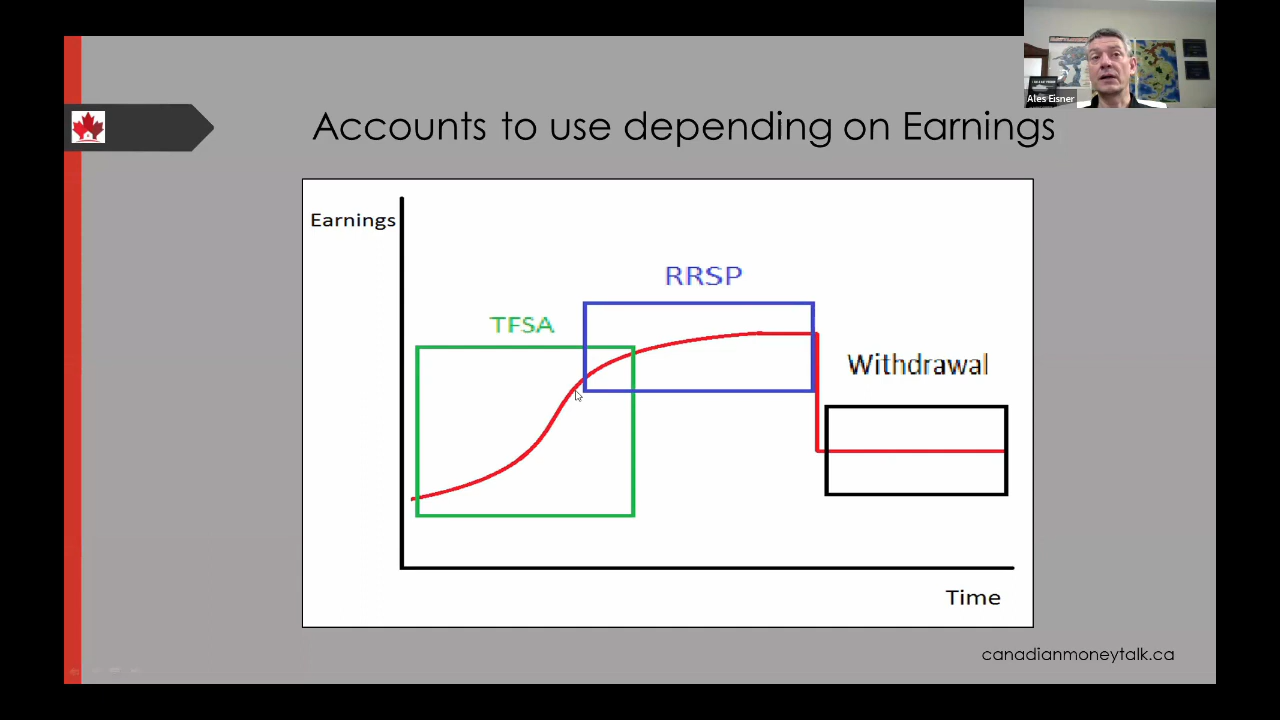 Ales Eisner
Accounts to use depending on Earnings
Earnings
RRSP
TFSA
Withdrawal
Time
canadianmoneytalk.ca